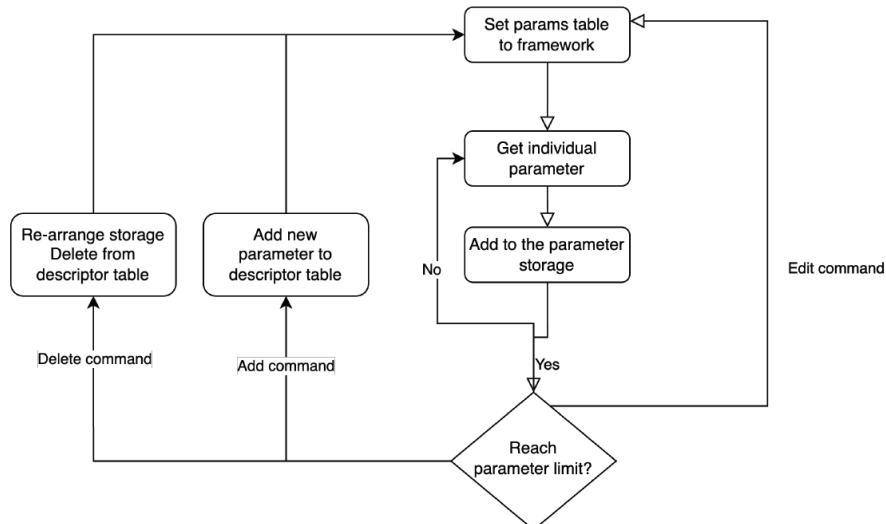 Set params table
to framework
Get individual
parameter
Re-arrange storage
Delete from
descriptor table
Add new
parameter to
descriptor table
Add to the parameter
storage
No
Edit command
Delete command
Add command
Yes
Reach
parameter limit?